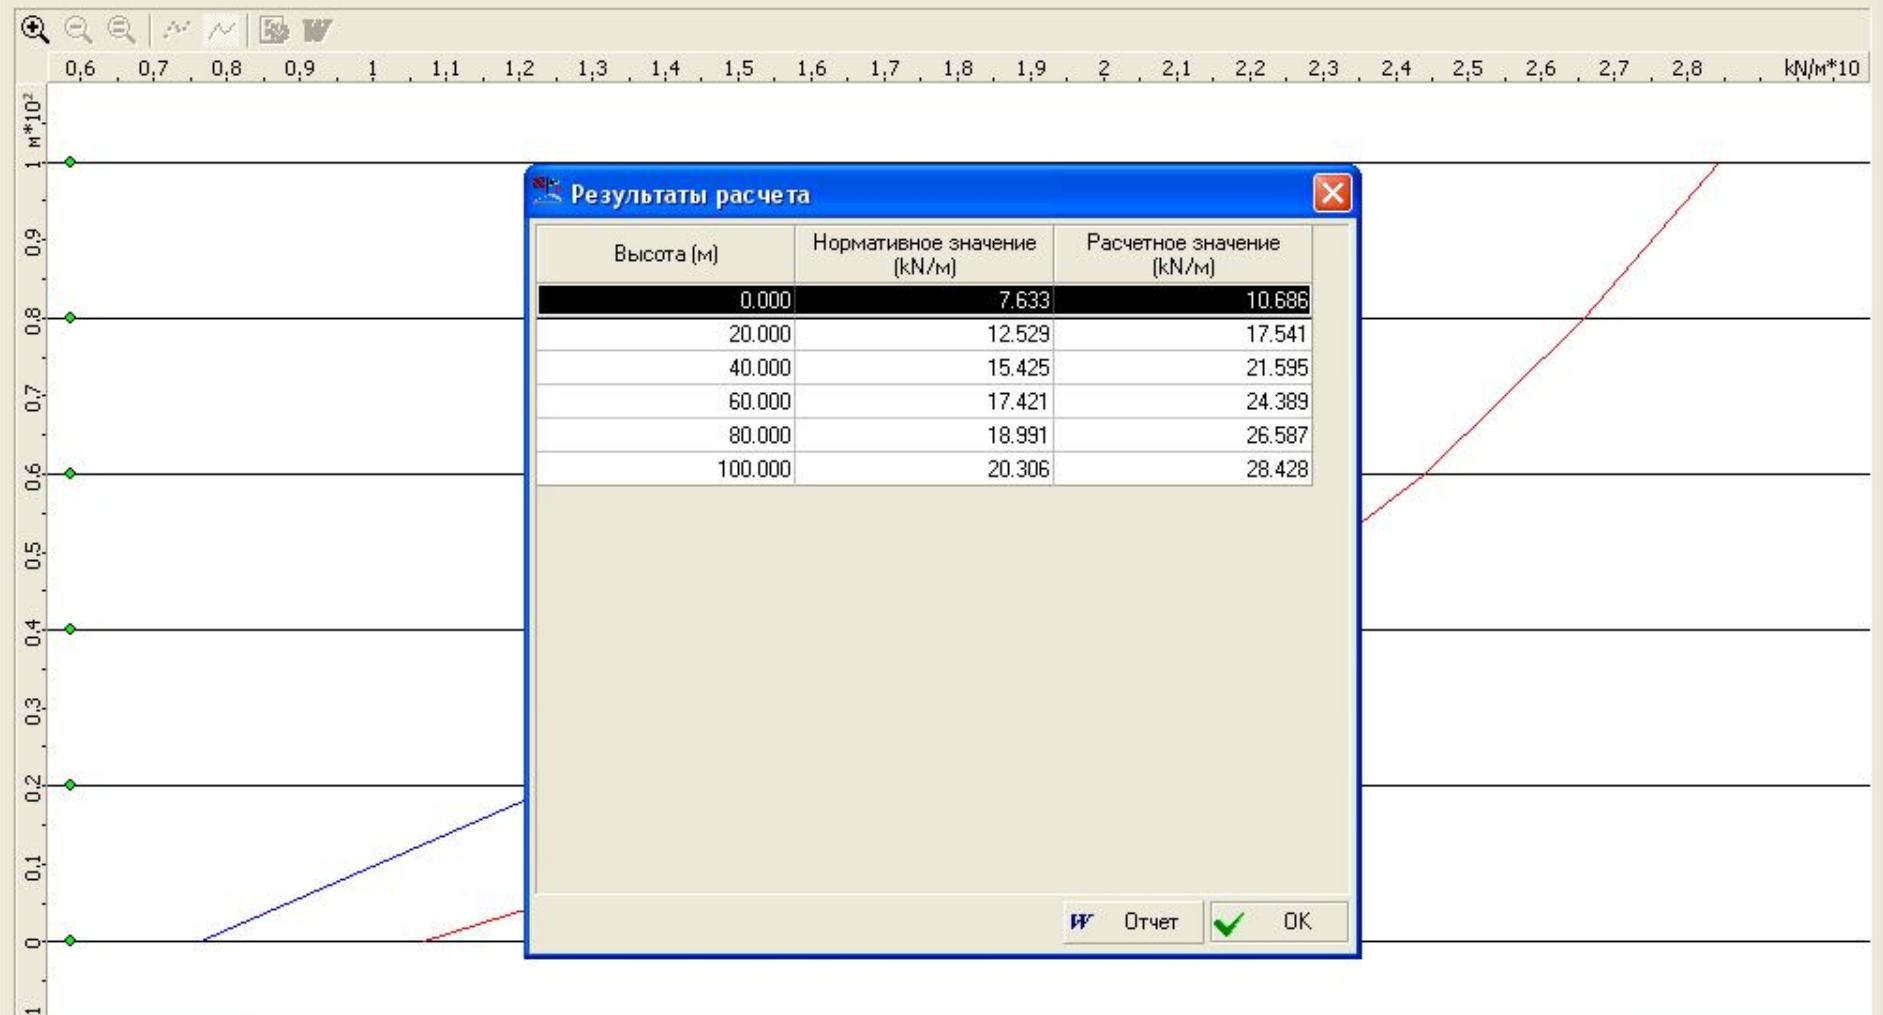 0,6 0,7 0,8 0,9 1 1,1 1,2 1,3 1,4 1,5 1,6 1,7 1,8 1,9 2 2,1 2,2 2,3 2,4 2,5 2,6 2,7 2,8 kN/м*10
м*10²
1
0,9
0,8
0,7
0,6
0,5
0,4
0,3
0,2
0,1
0
1
Результаты расчета
Высота (м) Нормативное значение (kN/м) Расчетное значение (kN/м)
0.000 7.633 10.686
20.000 12.529 17.541
40.000 15.425 21.595
60.000 17.421 24.389
80.000 18.991 26.587
100.000 20.306 28.428
W Отчет OK